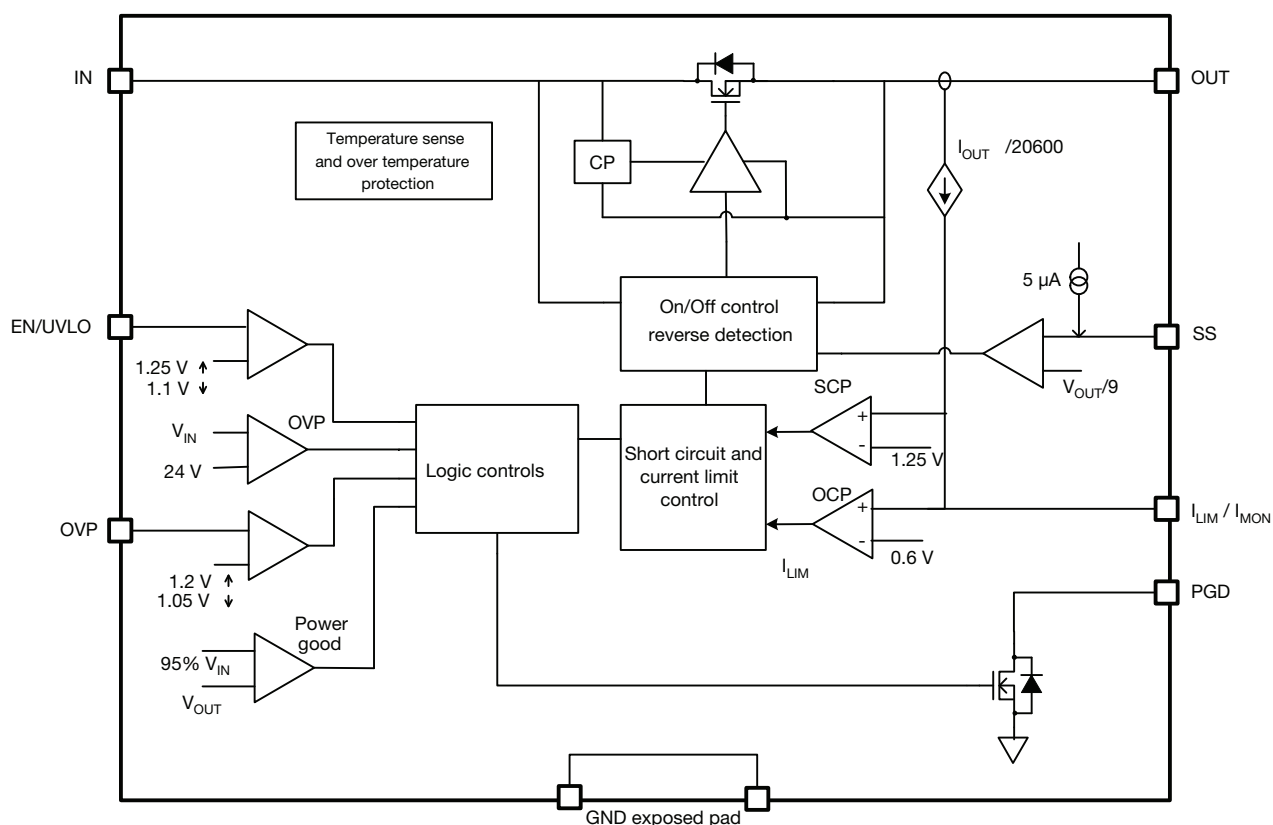 IN
OUT
Temperature sense
and over temperature
protection
CP
I_OUT /20600
5 µA
On/Off control
reverse detection
EN/UVLO
SS
1.25 V
1.1 V
V_OUT/9
SCP
OVP
V_IN
24 V
Logic controls
Short circuit and
current limit
control
+
-
1.25 V
OCP
+
-
0.6 V
I_LIM
I_LIM / I_MON
OVP
1.2 V
1.05 V
PGD
Power
good
95% V_IN
V_OUT
GND exposed pad